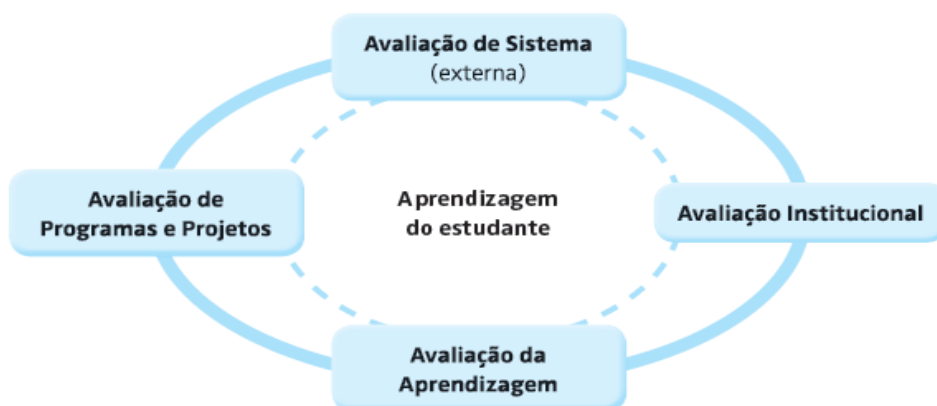 Avaliação de Sistema
(externa)
Avaliação de
Programas e Projetos
Aprendizagem
do estudante
Avaliação Institucional
Avaliação da
Aprendizagem